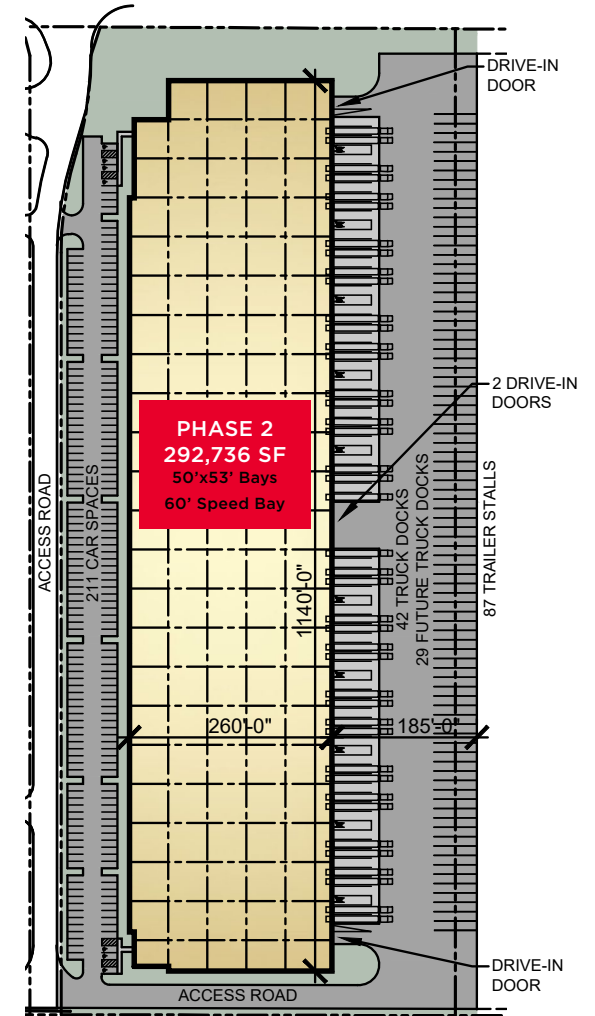 DRIVE-IN
DOOR
2 DRIVE-IN
DOORS
PHASE 2
292,736 SF
50'x53' Bays
60' Speed Bay
ACCESS ROAD
211 CAR SPACES
1140'-0"
42 TRUCK DOCKS
29 FUTURE TRUCK DOCKS
87 TRAILER STALLS
260'-0"
185'-0"
DRIVE-IN
DOOR
ACCESS ROAD